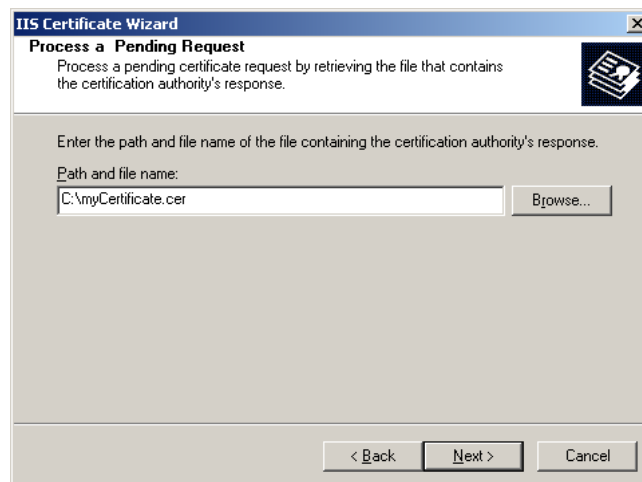 IIS Certificate Wizard
Process a  Pending Request
Process a pending certificate request by retrieving the file that contains
the certification authority's response.
Enter the path and file name of the file containing the certification authority's response.
Path and file name:
C:\myCertificate.cer
Browse...
< Back
Next >
Cancel